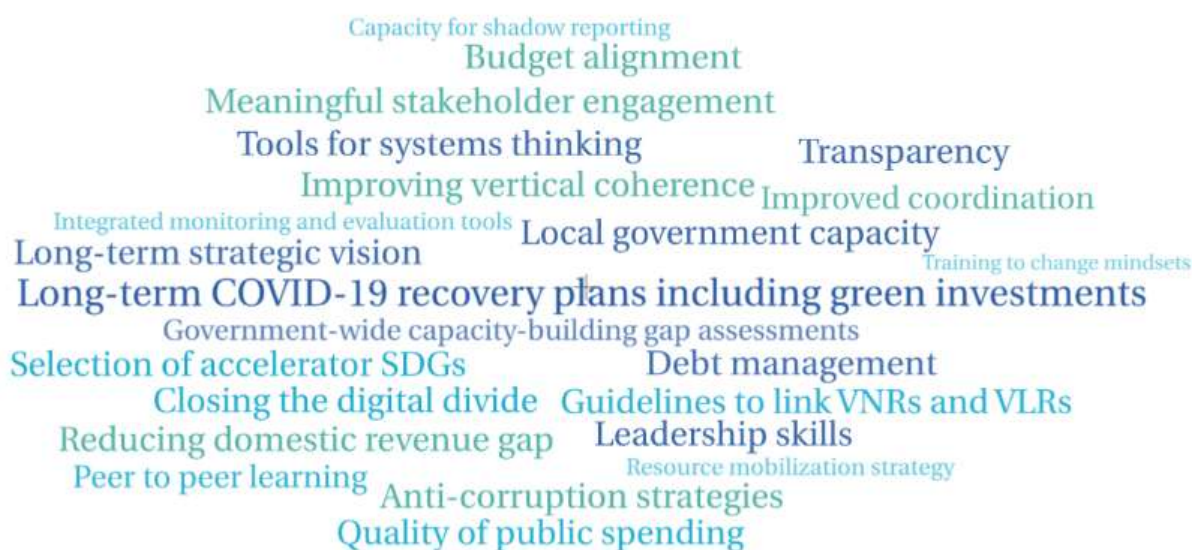 Capacity for shadow reporting
Budget alignment
Meaningful stakeholder engagement
Tools for systems thinking
Transparency
Improving vertical coherence
Improved coordination
Integrated monitoring and evaluation tools
Local government capacity
Long-term strategic vision
Training to change mindsets
Long-term COVID-19 recovery plans including green investments
Government-wide capacity-building gap assessments
Selection of accelerator SDGs
Debt management
Closing the digital divide
Guidelines to link VNRs and VLRs
Reducing domestic revenue gap
Leadership skills
Peer to peer learning
Resource mobilization strategy
Anti-corruption strategies
Quality of public spending